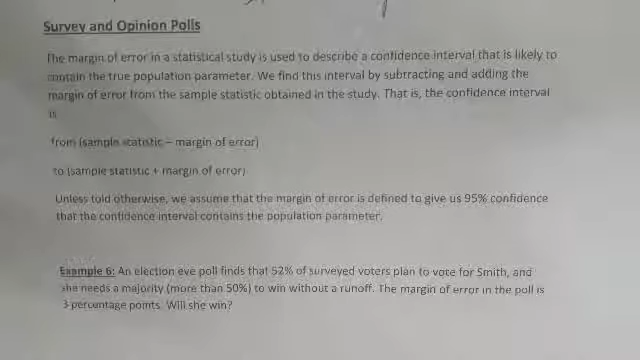 Survey and Opinion Polls
The margin of error in a statistical study is used to describe a confidence interval that is likely to
contain the true population parameter. We find this interval by subtracting and adding the
margin of error from the sample statistic obtained in the study. That is, the confidence interval
is
from (sample statistic – margin of error)
to (sample statistic + margin of error)
Unless told otherwise, we assume that the margin of error is defined to give us 95% confidence
that the confidence interval contains the population parameter.
Example 6: An election eve poll finds that 52% of surveyed voters plan to vote for Smith, and
she needs a majority (more than 50%) to win without a runoff. The margin of error in the poll is
3 percentage points. Will she win?